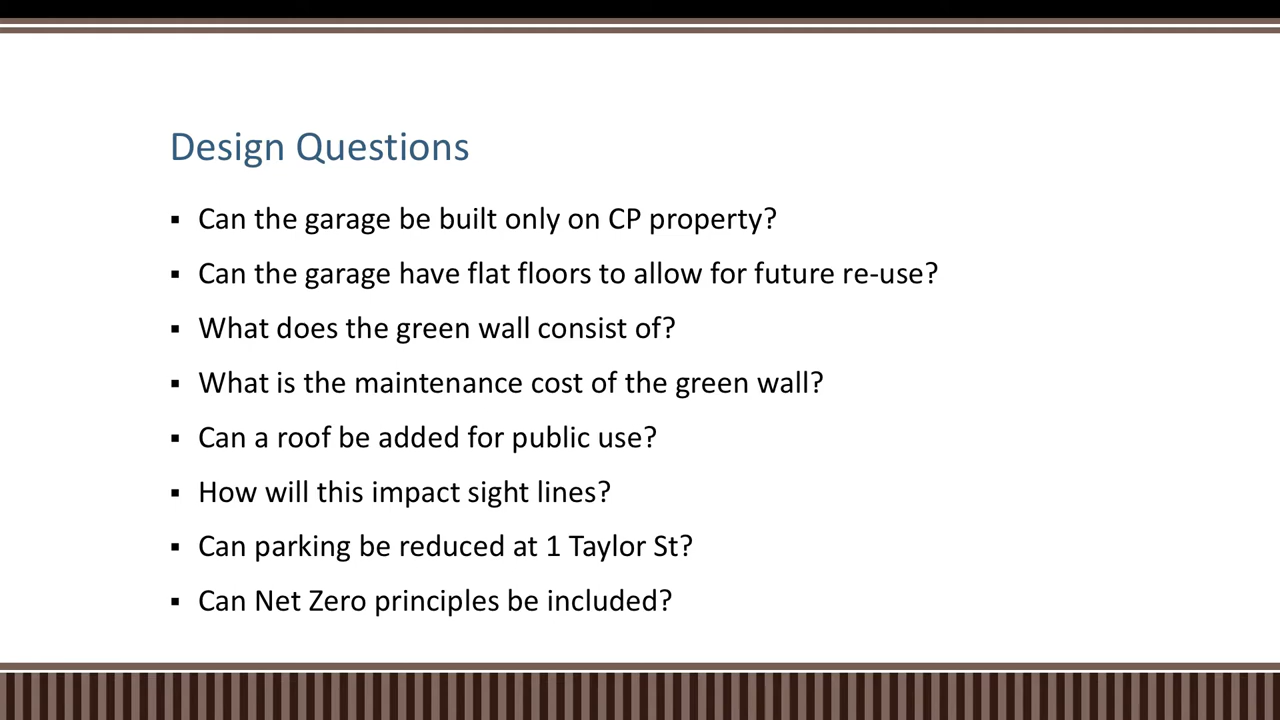 Design Questions
▪ Can the garage be built only on CP property?
▪ Can the garage have flat floors to allow for future re-use?
▪ What does the green wall consist of?
▪ What is the maintenance cost of the green wall?
▪ Can a roof be added for public use?
▪ How will this impact sight lines?
▪ Can parking be reduced at 1 Taylor St?
▪ Can Net Zero principles be included?